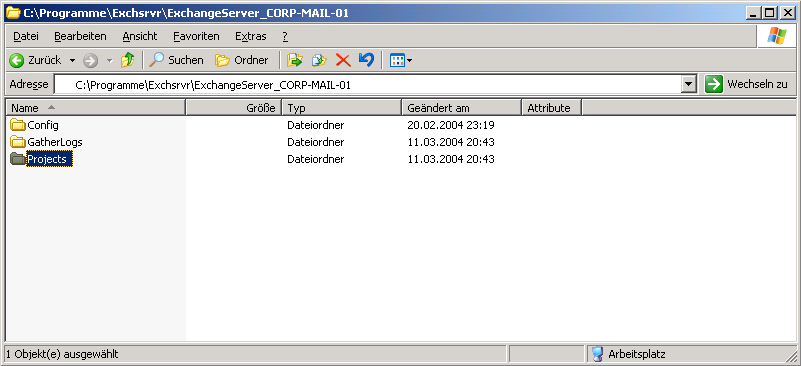 C:\Programme\Exchsrvr\ExchangeServer_CORP-MAIL-01
Datei Bearbeiten Ansicht Favoriten Extras ?
Zurück Suchen Ordner
Adresse C:\Programme\Exchsrvr\ExchangeServer_CORP-MAIL-01 Wechseln zu
Name Größe Typ Geändert am Attribute
Config Dateiordner 20.02.2004 23:19
GatherLogs Dateiordner 11.03.2004 20:43
Projects Dateiordner 11.03.2004 20:43
1 Objekt(e) ausgewählt Arbeitsplatz